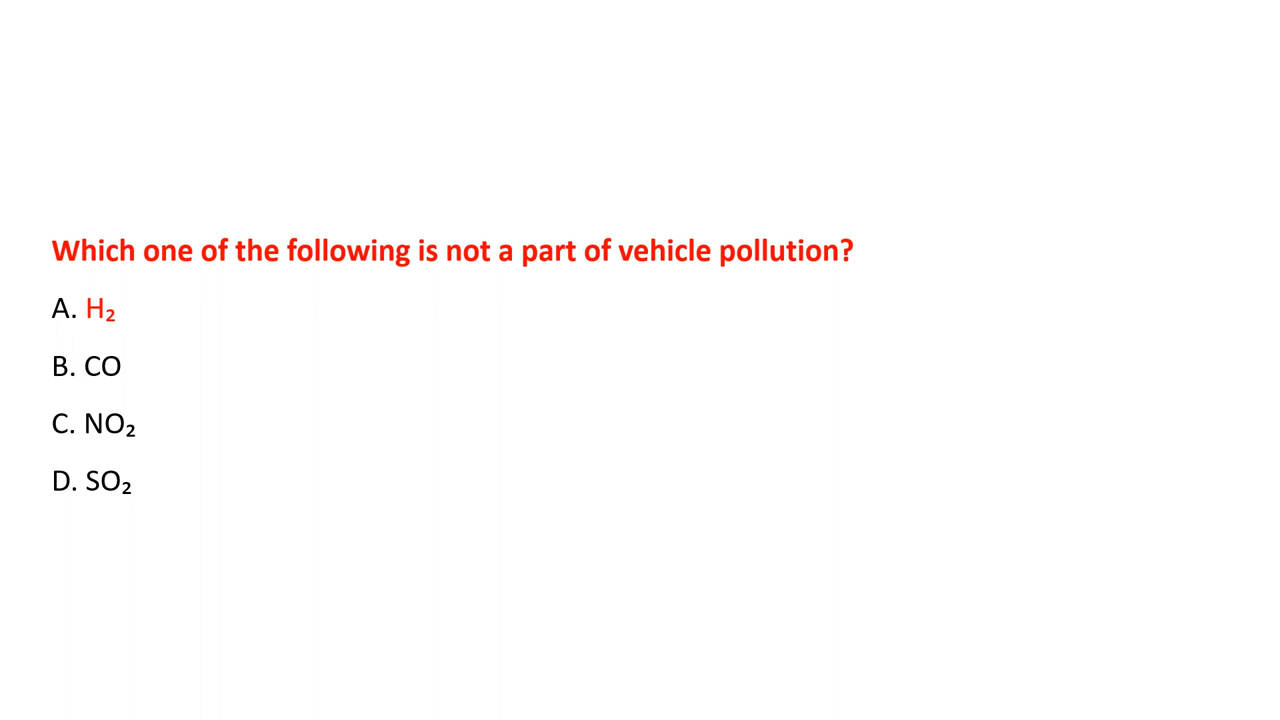 Which one of the following is not a part of vehicle pollution?
A. H₂
B. CO
C. NO₂
D. SO₂